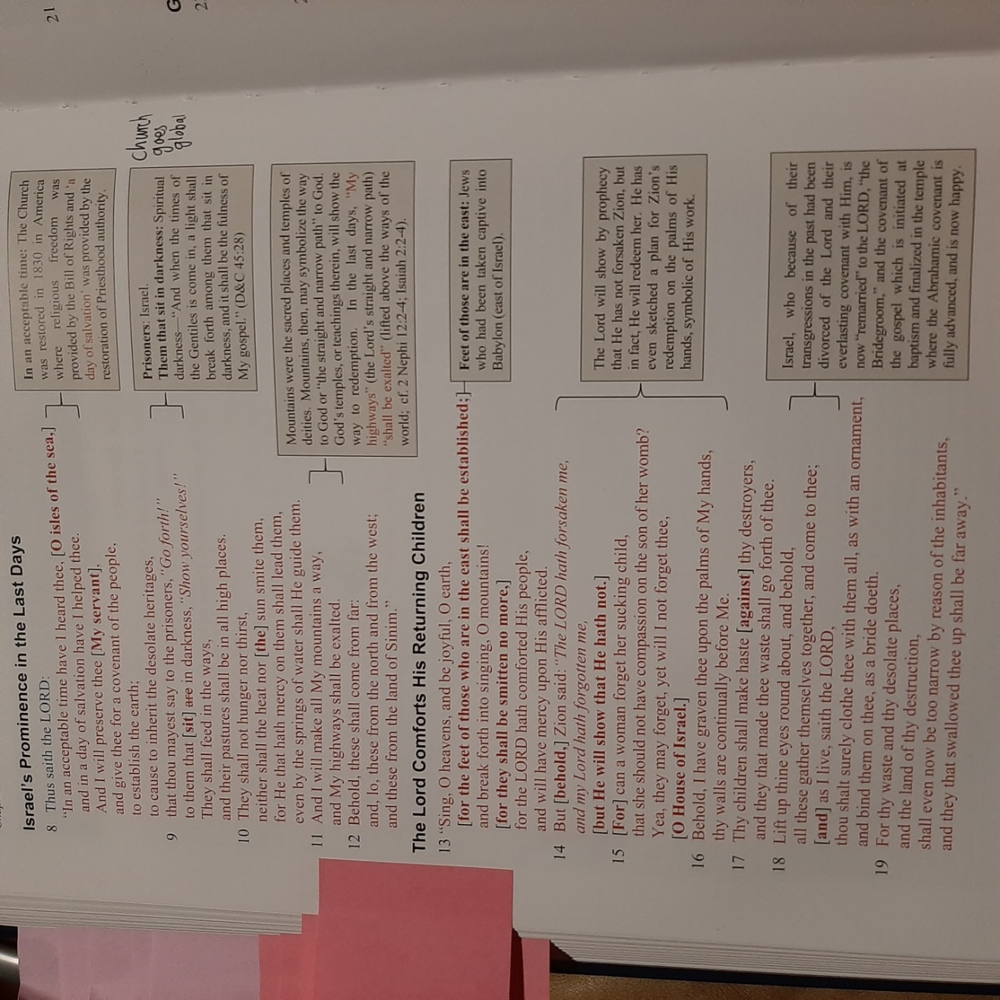 Israel's Prominence in the Last Days
8 Thus saith the LORD:
"In an acceptable time have I heard thee, [O isles of the sea,]
and in a day of salvation have I helped thee.
And I will preserve thee [My servant],
and give thee for a covenant of the people,
to establish the earth;
to cause to inherit the desolate heritages,
9 that thou mayest say to the prisoners, "Go forth!"
to them that [sit] are in darkness, "Show yourselves!"
They shall feed in the ways,
and their pastures shall be in all high places.
10 They shall not hunger nor thirst,
neither shall the heat nor [the] sun smite them,
for He that hath mercy on them shall lead them,
even by the springs of water shall He guide them.
11 And I will make all My mountains a way,
and My highways shall be exalted.
12 Behold, these shall come from far:
and, lo, these from the north and from the west;
and these from the land of Sinim."
In an acceptable time: The Church
was restored in 1830 in America
where religious freedom was
provided by the Bill of Rights and 'a
day of salvation' was provided by the
restoration of Priesthood authority.
Prisoners: Israel.
Them that sit in darkness: Spiritual
darkness—"And when the times of
the Gentiles is come in, a light shall
break forth among them that sit in
darkness, and it shall be the fulness of
My gospel." (D&C 45:28)
Church
goes
global
Mountains were the sacred places and temples of
deities. Mountains, then, may symbolize the way
to God or "the straight and narrow path" to God.
God's temples, or teachings therein, will show the
way to redemption. In the last days, "My
highways" (the Lord's straight and narrow path)
"shall be exalted" (lifted above the ways of the
world; cf. 2 Nephi 12:2-4; Isaiah 2:2-4).
The Lord Comforts His Returning Children
13 "Sing, O heavens, and be joyful, O earth,
[for the feet of those who are in the east shall be established;]
and break forth into singing, O mountains!
[for they shall be smitten no more,]
for the LORD hath comforted His people,
and will have mercy upon His afflicted.
14 But [behold,] Zion said: "The LORD hath forsaken me,
and my Lord hath forgotten me,
[but He will show that He hath not.]
15 [For] can a woman forget her sucking child,
that she should not have compassion on the son of her womb?
Yea, they may forget, yet will I not forget thee,
[O House of Israel.]
16 Behold, I have graven thee upon the palms of My hands,
thy walls are continually before Me.
17 Thy children shall make haste [against] thy destroyers,
and they that made thee waste shall go forth of thee.
18 Lift up thine eyes round about, and behold,
all these gather themselves together, and come to thee;
[and] as I live, saith the LORD,
thou shalt surely clothe thee with them all, as with an ornament,
and bind them on thee, as a bride doeth.
19 For thy waste and thy desolate places,
and the land of thy destruction,
shall even now be too narrow by reason of the inhabitants,
and they that swallowed thee up shall be far away."
Feet of those are in the east: Jews
who had been taken captive into
Babylon (east of Israel).
The Lord will show by prophecy
that He has not forsaken Zion, but
in fact, He will redeem her. He has
even sketched a plan for Zion's
redemption on the palms of His
hands, symbolic of His work.
Israel, who because of their
transgressions in the past had been
divorced of the Lord and their
everlasting covenant with Him, is
now "remarried" to the LORD, "the
Bridegroom," and the covenant of
the gospel which is initiated at
baptism and finalized in the temple
where the Abrahamic covenant is
fully advanced, and is now happy.
21